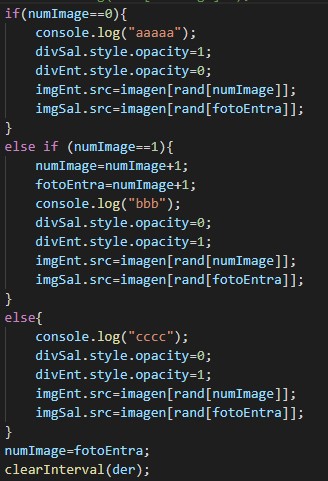 if(numImage==0){
console.log("aaaaa");
divSal.style.opacity=1;
divEnt.style.opacity=0;
imgEnt.src=imagen[rand[numImage]];
imgSal.src=imagen[rand[fotoEntra]];
}
else if (numImage==1){
numImage=numImage+1;
fotoEntra=numImage+1;
console.log("bbb");
divSal.style.opacity=0;
divEnt.style.opacity=1;
imgEnt.src=imagen[rand[numImage]];
imgSal.src=imagen[rand[fotoEntra]];
}
else{
console.log("cccc");
divSal.style.opacity=0;
divEnt.style.opacity=1;
imgEnt.src=imagen[rand[numImage]];
imgSal.src=imagen[rand[fotoEntra]];
}
numImage=fotoEntra;
clearInterval(der);